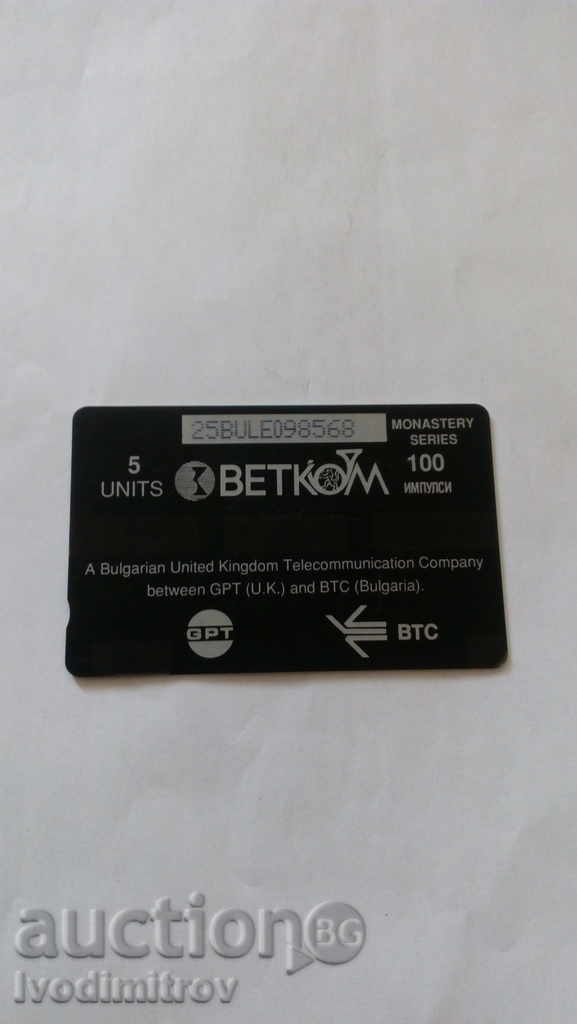 25BULE098568
MONASTERY
SERIES
5
UNITS
BETKOM
100
ИМПУЛСИ
A Bulgarian United Kingdom Telecommunication Company
between GPT (U.K.) and BTC (Bulgaria).
GPT
BTC
auction BG
Ivodimitrov